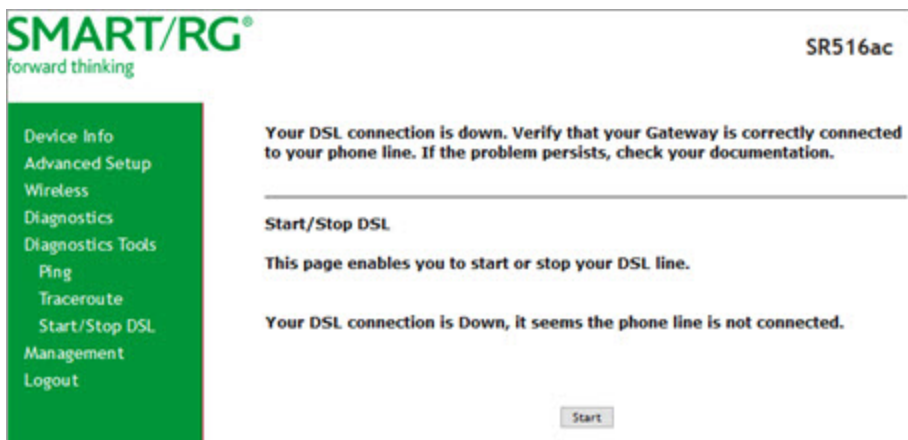 SMART/RG®
forward thinking
SR516ac
Device Info
Advanced Setup
Wireless
Diagnostics
Diagnostics Tools
Ping
Traceroute
Start/Stop DSL
Management
Logout
Your DSL connection is down. Verify that your Gateway is correctly connected
to your phone line. If the problem persists, check your documentation.
Start/Stop DSL
This page enables you to start or stop your DSL line.
Your DSL connection is Down, it seems the phone line is not connected.
Start